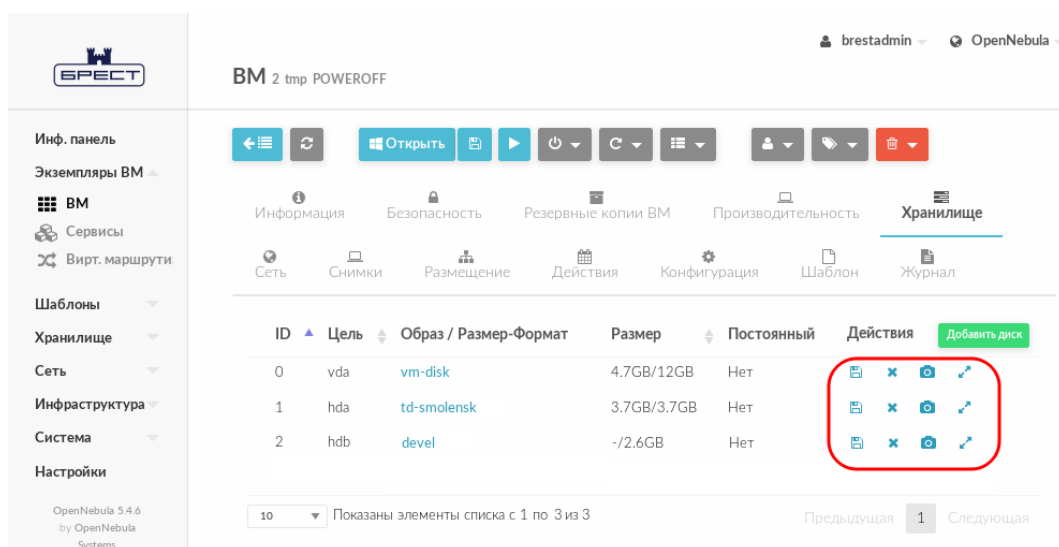 brestadmin OpenNebula
БРЕСТ
ВМ 2 tmp POWEROFF
Инф. панель
Экземпляры ВМ
ВМ
Сервисы
Вирт. маршрути
Шаблоны
Хранилище
Сеть
Инфраструктура
Система
Настройки
OpenNebula 5.4.6
by OpenNebula
Systems
Открыть
Информация Безопасность Резервные копии ВМ Производительность Хранилище
Сеть Снимки Размещение Действия Конфигурация Шаблон Журнал
ID Цель Образ / Размер-Формат Размер Постоянный Действия Добавить диск
0 vda vm-disk 4.7GB/12GB Нет
1 hda td-smolensk 3.7GB/3.7GB Нет
2 hdb devel -/2.6GB Нет
10 Показаны элементы списка с 1 по 3 из 3 Предыдущая 1 Следующая